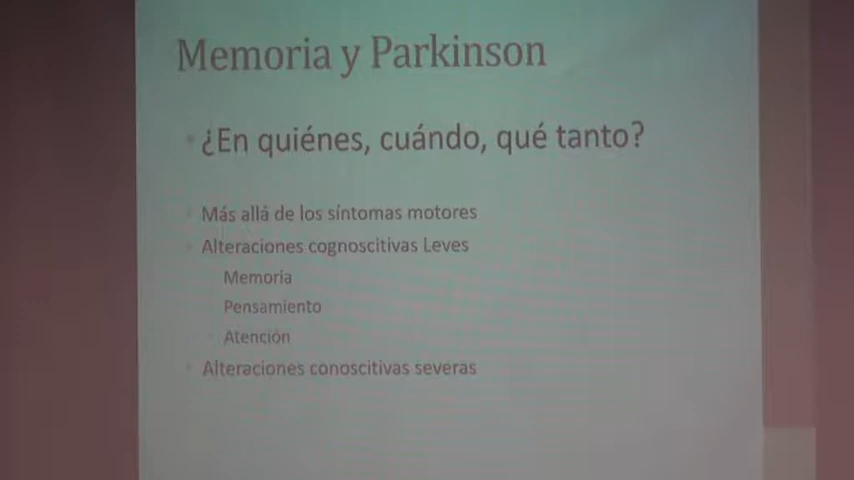 Memoria y Parkinson
¿En quiénes, cuándo, qué tanto?
Más allá de los síntomas motores
Alteraciones cognoscitivas Leves
Memoria
Pensamiento
Atención
Alteraciones conoscitivas severas